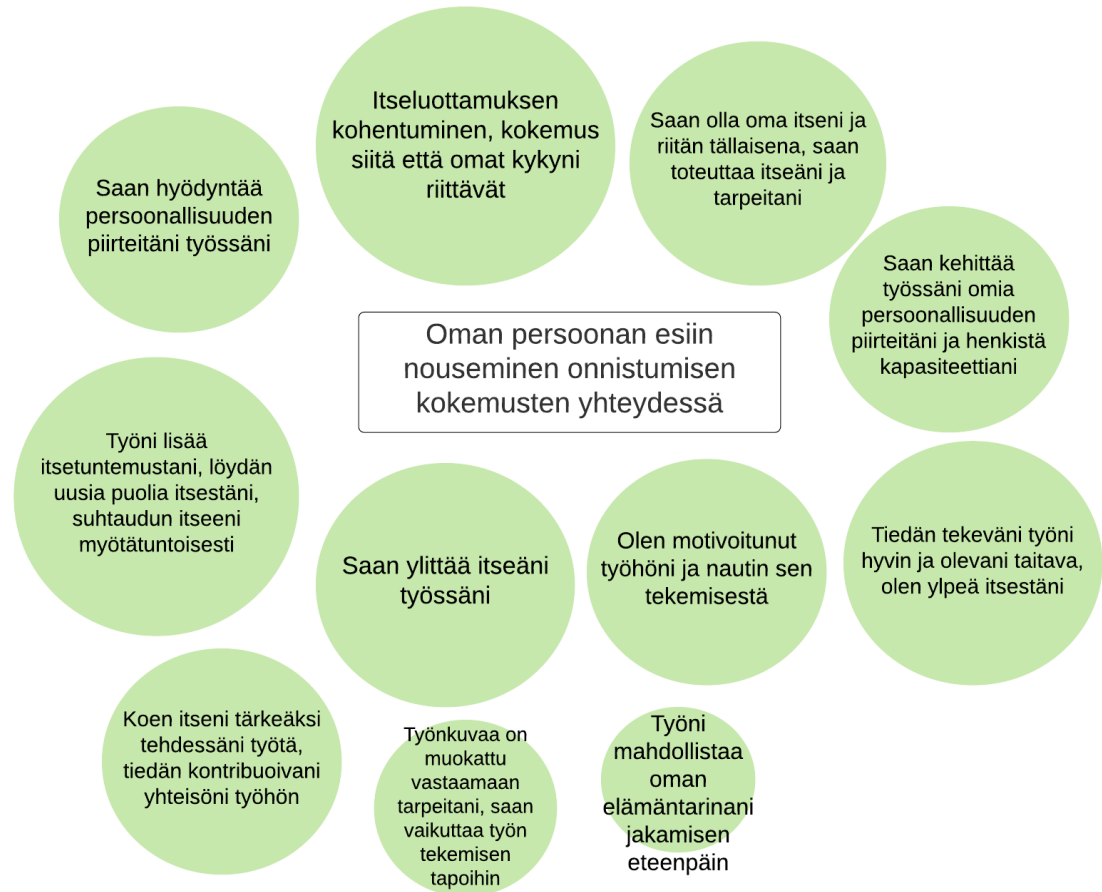 Itseluottamuksen
kohentuminen, kokemus
siitä että omat kykyni
riittävät
Saan olla oma itseni ja
riitän tällaisena, saan
toteuttaa itseäni ja
tarpeitani
Saan hyödyntää
persoonallisuuden
piirteitäni työssäni
Saan kehittää
työssäni omia
persoonallisuuden
piirteitäni ja henkistä
kapasiteettiani
Oman persoonan esiin
nouseminen onnistumisen
kokemusten yhteydessä
Työni lisää
itsetuntemustani, löydän
uusia puolia itsestäni,
suhtaudun itseeni
myötätuntoisesti
Saan ylittää itseäni
työssäni
Olen motivoitunut
työhöni ja nautin sen
tekemisestä
Tiedän tekeväni työni
hyvin ja olevani taitava,
olen ylpeä itsestäni
Koen itseni tärkeäksi
tehdessäni työtä,
tiedän kontribuoivani
yhteisöni työhön
Työnkuvaa on
muokattu
vastaamaan
tarpeitani, saan
vaikuttaa työn
tekemisen
tapoihin
Työni
mahdollistaa
oman
elämäntarinani
jakamisen
eteenpäin